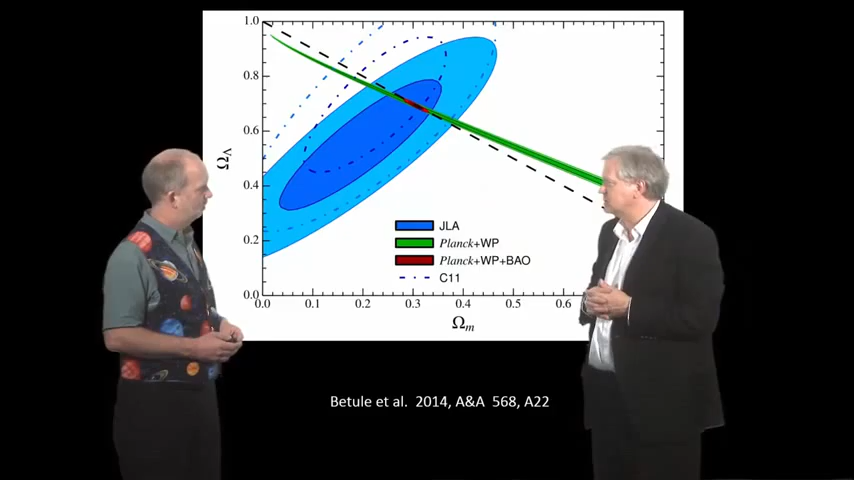 1.0
0.8
0.6
0.4
0.2
0.0
ΩΛ
JLA
Planck+WP
Planck+WP+BAO
C11
0.0 0.1 0.2 0.3 0.4 0.5 0.6
Ωm
Betule et al. 2014, A&A 568, A22